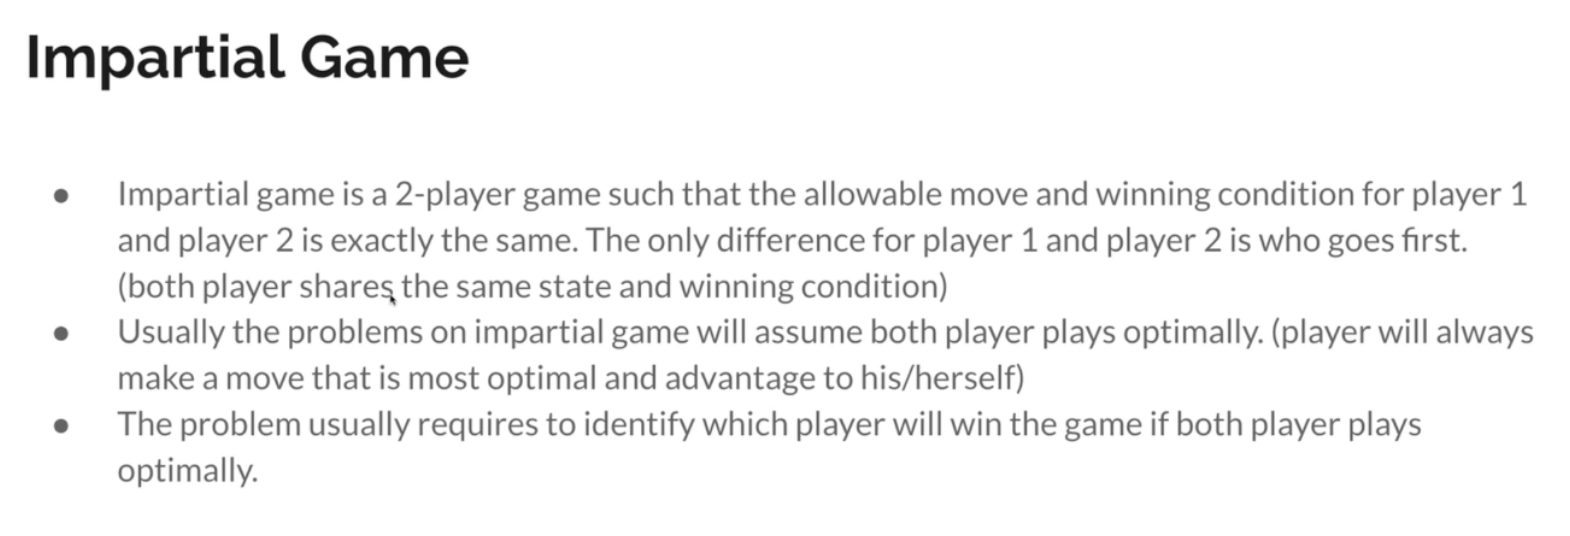 Impartial Game
● Impartial game is a 2-player game such that the allowable move and winning condition for player 1
and player 2 is exactly the same. The only difference for player 1 and player 2 is who goes first.
(both player shares the same state and winning condition)
● Usually the problems on impartial game will assume both player plays optimally. (player will always
make a move that is most optimal and advantage to his/herself)
● The problem usually requires to identify which player will win the game if both player plays
optimally.